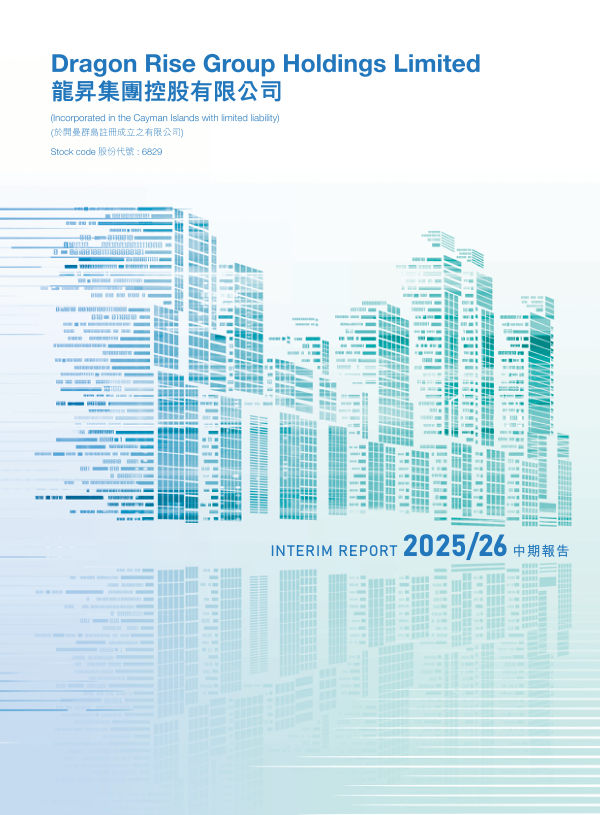 Dragon Rise Group Holdings Limited
龍昇集團控股有限公司
(Incorporated in the Cayman Islands with limited liability)
(於開曼群島註冊成立之有限公司)
Stock code 股份代號 : 6829
INTERIM REPORT 2025/26 中期報告